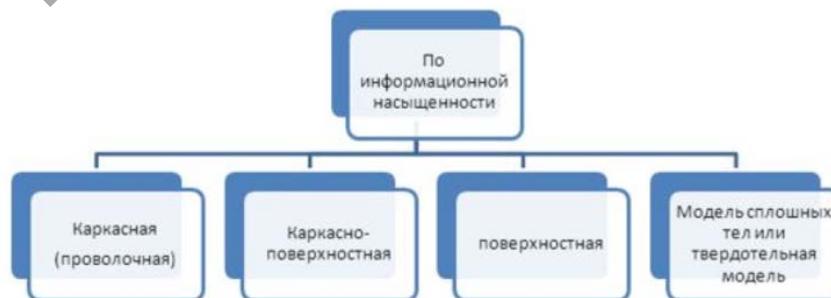 По
информационной
насыщенности
Каркасная
(проволочная)
Каркасно-
поверхностная
поверхностная
Модель сплошных
тел или
твердотельная
модель